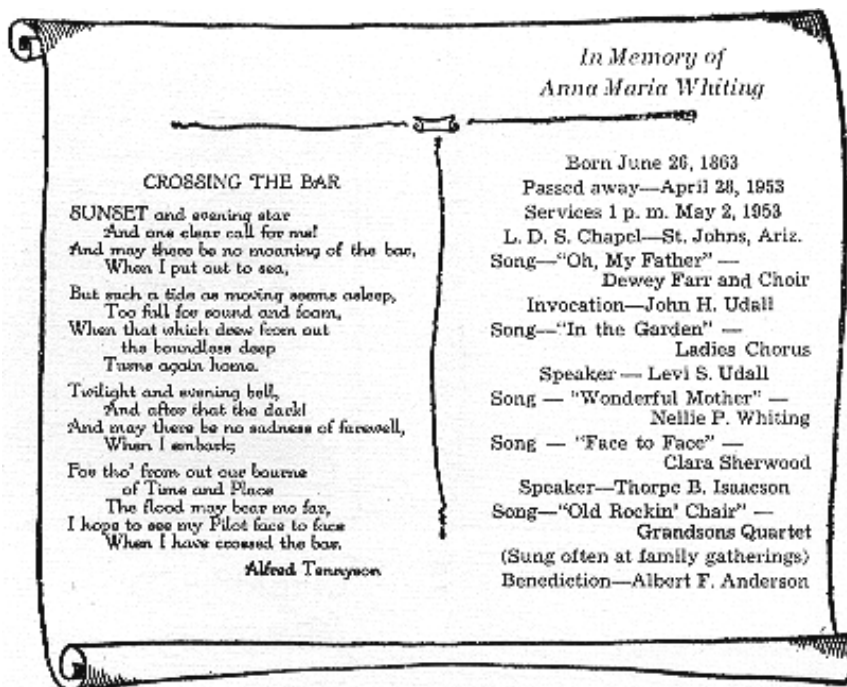 In Memory of
Anna Maria Whiting
CROSSING THE BAR
SUNSET and evening star
And one clear call for me!
And may there be no moaning of the bar,
When I put out to sea,
But such a tide as moving seems asleep,
Too full for sound and foam,
When that which drew from out
the boundless deep
Turns again home.
Twilight and evening bell,
And after that the dark!
And may there be no sadness of farewell,
When I embark;
For tho' from out our bourne
of Time and Place
The flood may bear me far,
I hope to see my Pilot face to face
When I have crossed the bar.
Alfred Tennyson
Born June 26, 1863
Passed away—April 28, 1953
Services 1 p. m. May 2, 1953
L. D. S. Chapel—St. Johns, Ariz.
Song—"Oh, My Father" —
Dewey Farr and Choir
Invocation—John H. Udall
Song—"In the Garden" —
Ladies Chorus
Speaker — Levi S. Udall
Song — "Wonderful Mother" —
Nellie P. Whiting
Song — "Face to Face" —
Clara Sherwood
Speaker—Thorpe B. Isaacson
Song—"Old Rockin' Chair" —
Grandsons Quartet
(Sung often at family gatherings)
Benediction—Albert F. Anderson